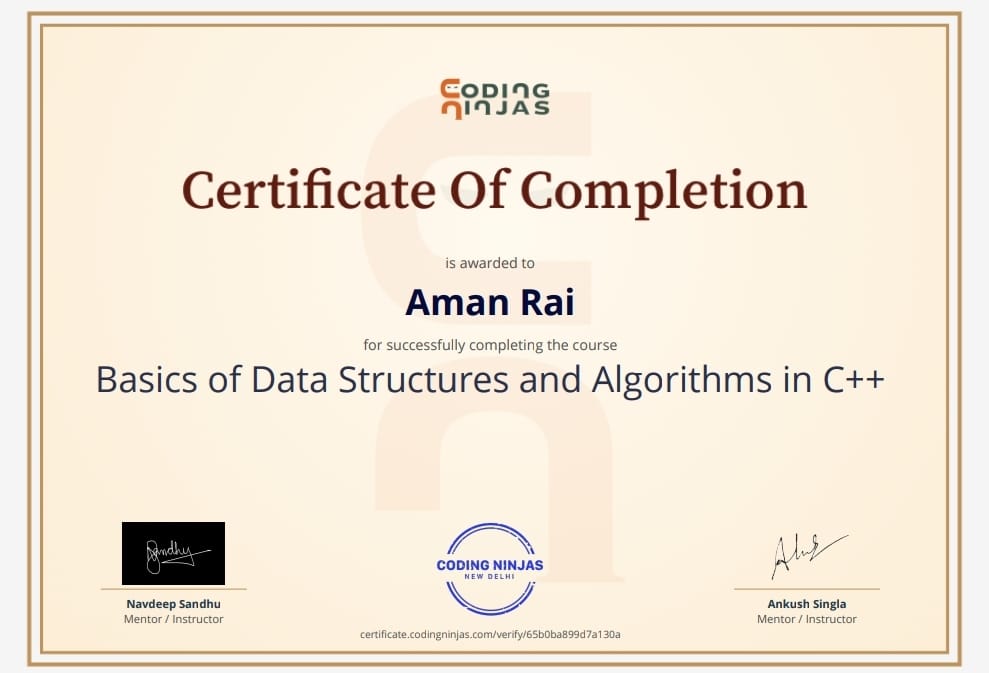 CODING
NINJAS
Certificate Of Completion
is awarded to
Aman Rai
for successfully completing the course
Basics of Data Structures and Algorithms in C++
Sandhy
CODING NINJAS
NEW DELHI
Navdeep Sandhu
Mentor / Instructor
Ankush Singla
Mentor / Instructor
certificate.codingninjas.com/verify/65b0ba899d7a130a